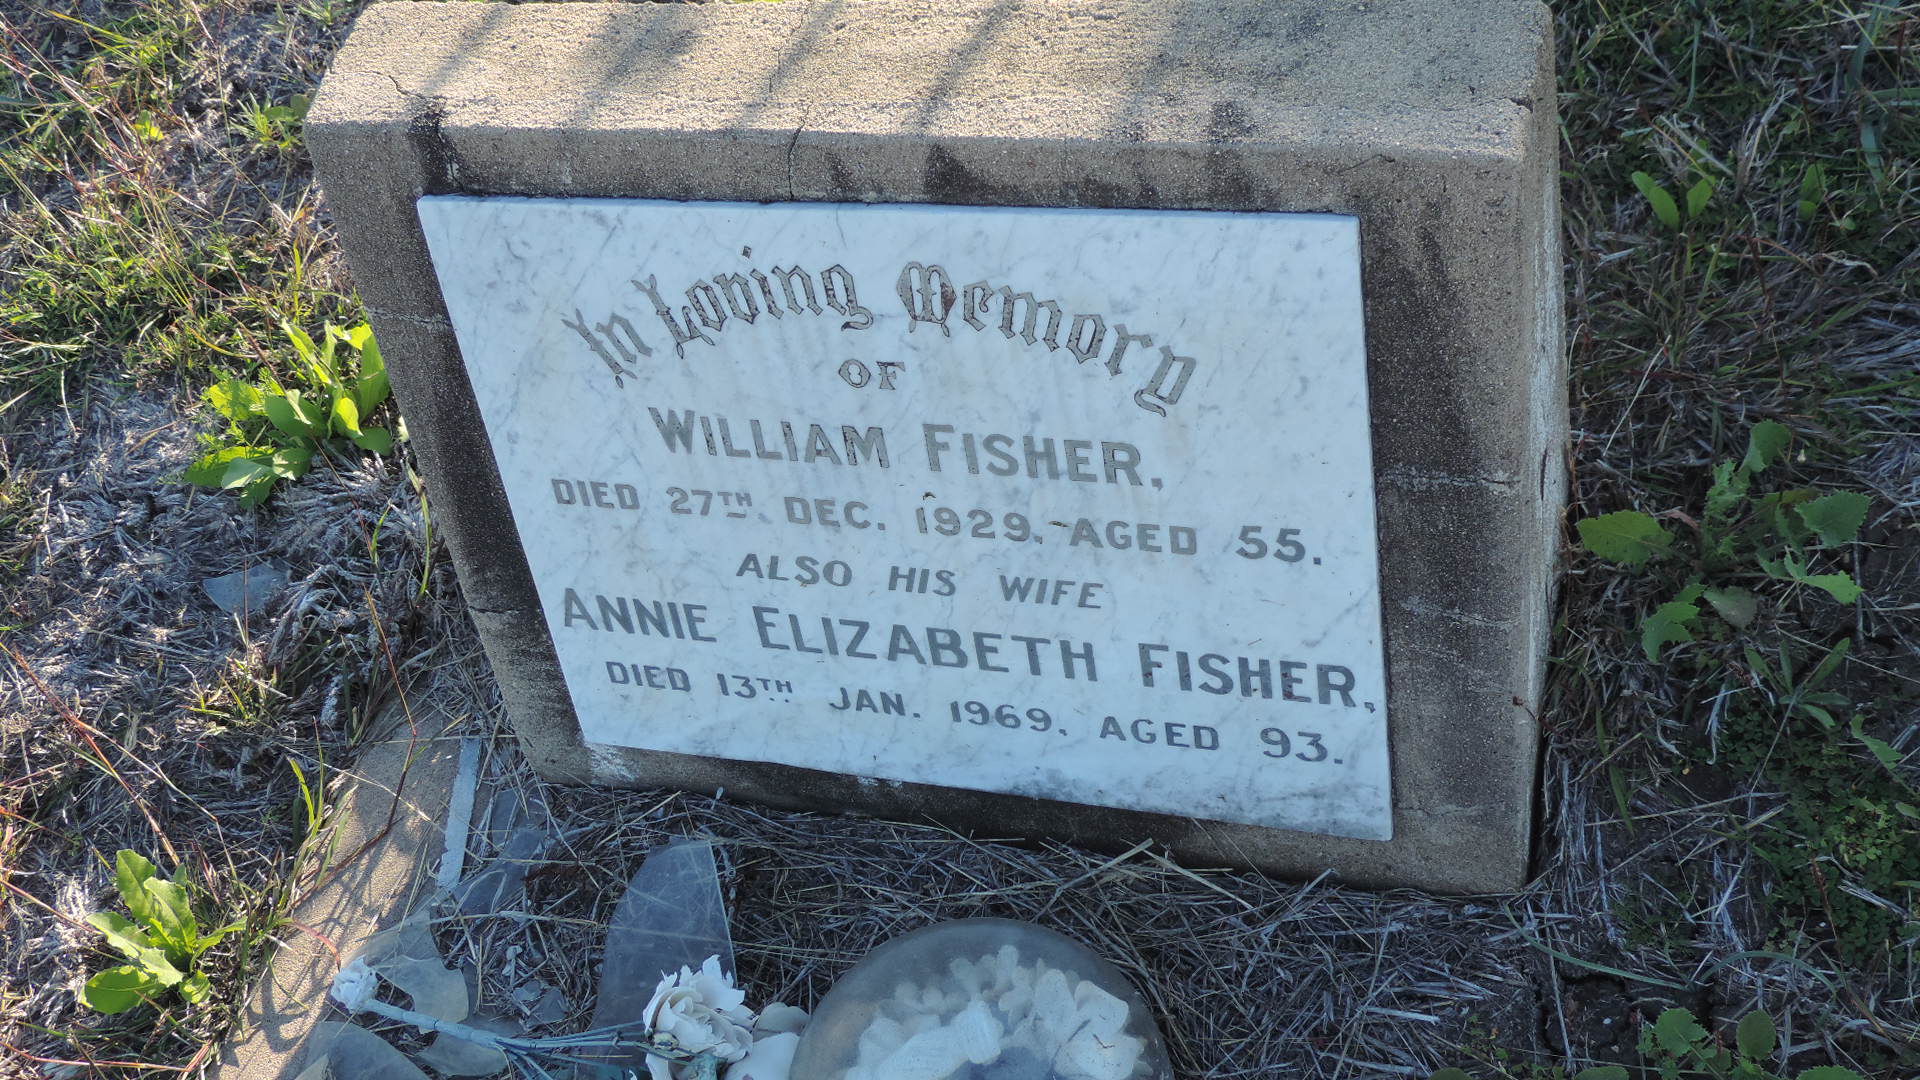 In Loving Memory
OF
WILLIAM FISHER,
DIED 27TH DEC. 1929. AGED 55.
ALSO HIS WIFE
ANNIE ELIZABETH FISHER,
DIED 13TH JAN. 1969. AGED 93.